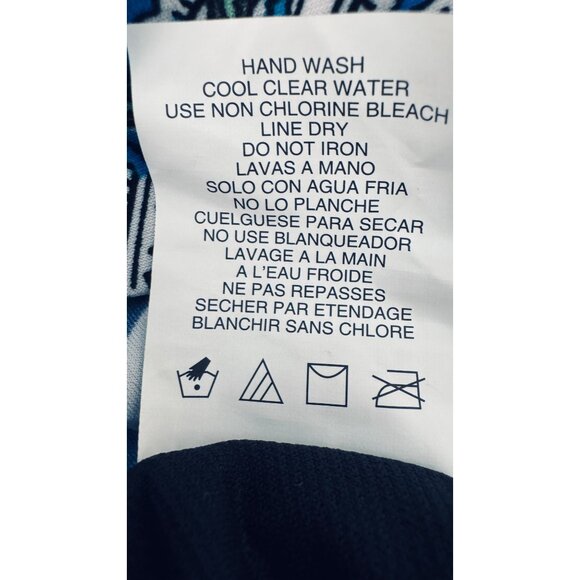 HAND WASH
COOL CLEAR WATER
USE NON CHLORINE BLEACH
LINE DRY
DO NOT IRON
LAVAS A MANO
SOLO CON AGUA FRIA
NO LO PLANCHE
CUELGUESE PARA SECAR
NO USE BLANQUEADOR
LAVAGE A LA MAIN
A L'EAU FROIDE
NE PAS REPASSES
SECHER PAR ETENDAGE
BLANCHIR SANS CHLORE